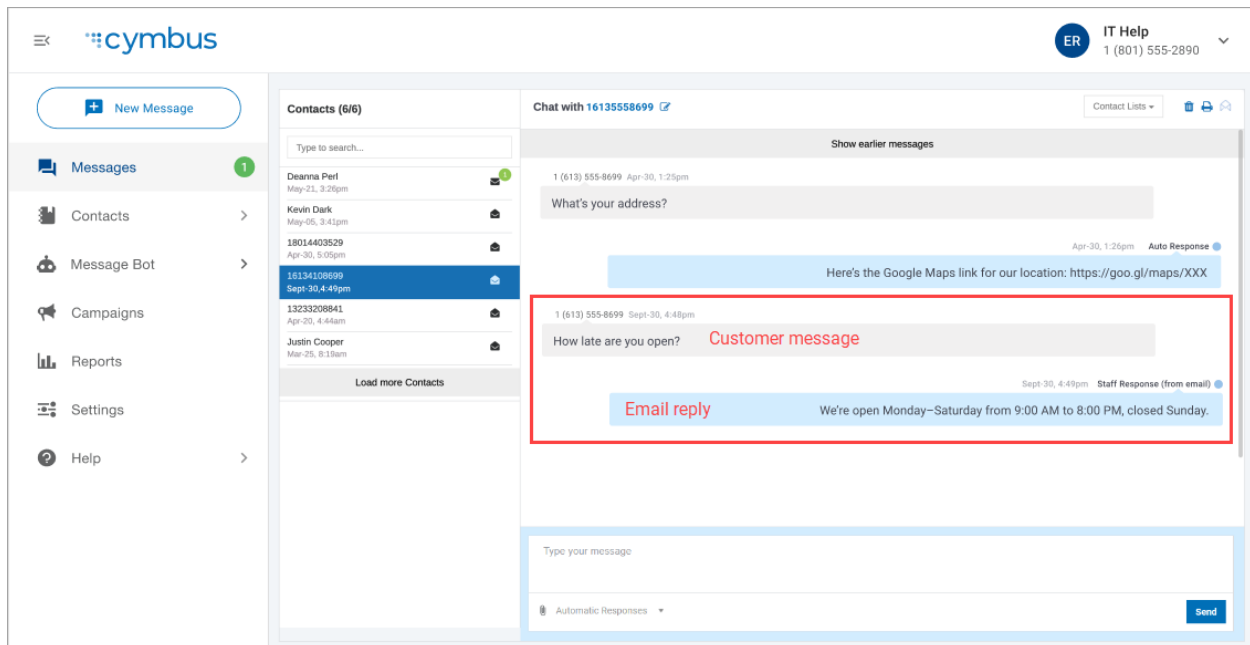 cymbus
ER
IT Help
1 (801) 555-2890
New Message
Messages
1
Contacts
Message Bot
Campaigns
Reports
Settings
Help
Contacts (6/6)
Type to search...
Deanna Perl
May-21, 3:26pm
1
Kevin Dark
May-05, 3:41pm
18014403529
Apr-30, 5:05pm
16134108699
Sept-30,4:49pm
13233208841
Apr-20, 4:44am
Justin Cooper
Mar-25, 8:19am
Load more Contacts
Chat with 16135558699
Contact Lists
Show earlier messages
1 (613) 555-8699 Apr-30, 1:25pm
What's your address?
Apr-30, 1:26pm Auto Response
Here's the Google Maps link for our location: https://goo.gl/maps/XXX
1 (613) 555-8699 Sept-30, 4:48pm
How late are you open? Customer message
Sept-30, 4:49pm Staff Response (from email)
Email reply We're open Monday–Saturday from 9:00 AM to 8:00 PM, closed Sunday.
Type your message
Automatic Responses
Send